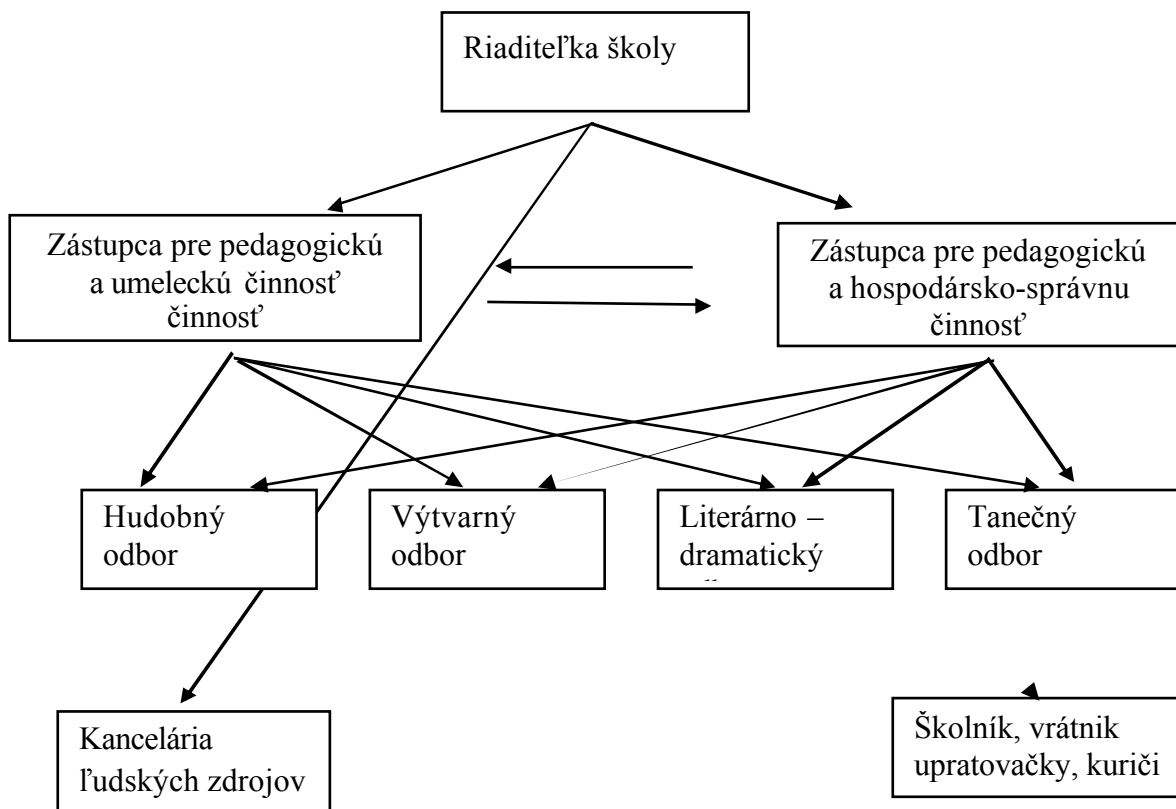 Riaditeľka školy
Zástupca pre pedagogickú
a umeleckú činnosť
činnosť
Zástupca pre pedagogickú
a hospodársko-správnu
činnosť
Hudobný
odbor
Výtvarný
odbor
Literárno –
dramatický
Tanečný
odbor
Kancelária
ľudských zdrojov
Školník, vrátnik
upratovačky, kuriči